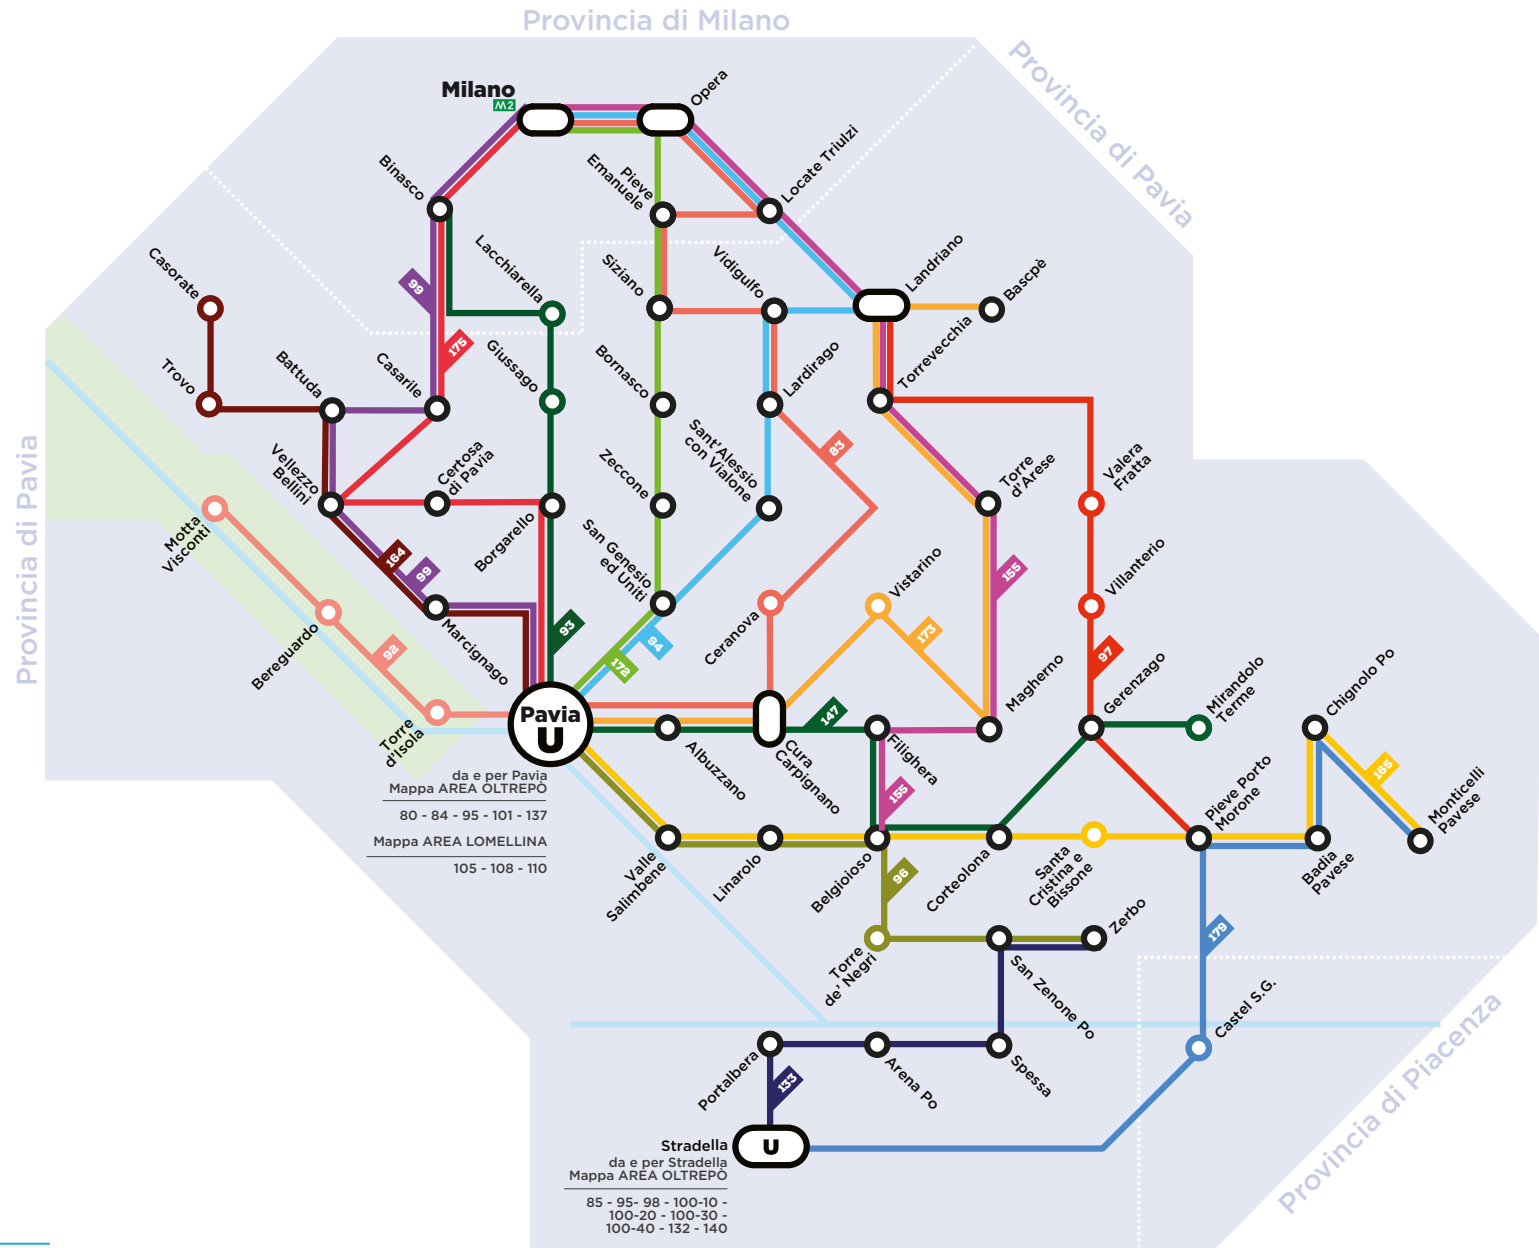 Provincia di Milano
Provincia di Pavia
Milano
M2
Opera
Locate Triulzi
Pieve
Emanuele
Binasco
Lacchiarella
Casorate
Siziano
Vidigulfo
Landriano
Bascpè
99
175
Trovo
Battuda
Casarile
Giussago
Bornasco
Lardirago
Torrevecchia
Provincia di Pavia
Vellezzo
Bellini
Certosa
di Pavia
Zeccone
Sant'Alessio
con Vialone
83
Torre
d'Arese
Valera
Fratta
Motta
Visconti
Borgarello
San Genesio
ed Uniti
164
99
Vistarino
155
Villanterio
Bereguardo
92
Marcignago
93
94
172
Ceranova
173
97
Magherno
Gerenzago
Mirandolo
Terme
Chignolo Po
Torre
d'Isola
Pavia
U
147
Albuzzano
Cura
Carpignano
Filighera
165
Monticelli
Pavese
Pieve Porto
Morone
da e per Pavia
Mappa AREA OLTREPÒ
80 - 84 - 95 - 101 - 137
Mappa AREA LOMELLINA
105 - 108 - 110
155
Valle
Salimbene
Linarolo
Belgioioso
96
Corteolona
Santa
Cristina e
Bissone
Badia
Pavese
Zerbo
179
Torre
de' Negri
San Zenone Po
Castel S.G.
Provincia di Piacenza
Portalbera
133
Arena Po
Spessa
Stradella
U
da e per Stradella
Mappa AREA OLTREPÒ
85 - 95- 98 - 100-10 -
100-20 - 100-30 -
100-40 - 132 - 140